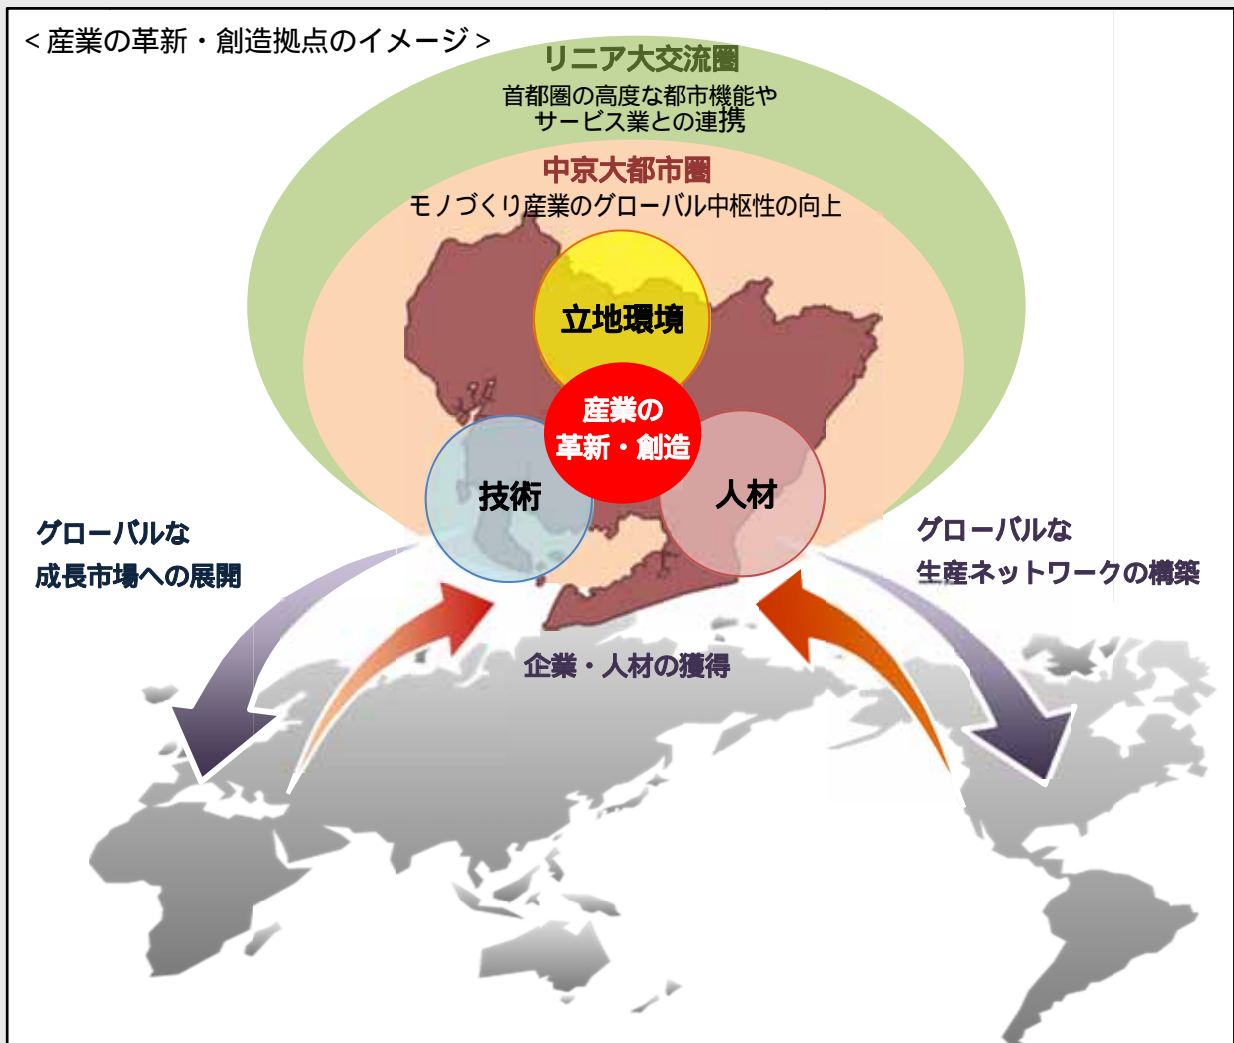 <産業の革新・創造拠点のイメージ>
リニア大交流圏
首都圏の高度な都市機能や
サービス業との連携
中京大都市圏
モノづくり産業のグローバル中枢性の向上
立地環境
産業の
革新・創造
技術
人材
グローバルな
成長市場への展開
グローバルな
生産ネットワークの構築
企業・人材の獲得